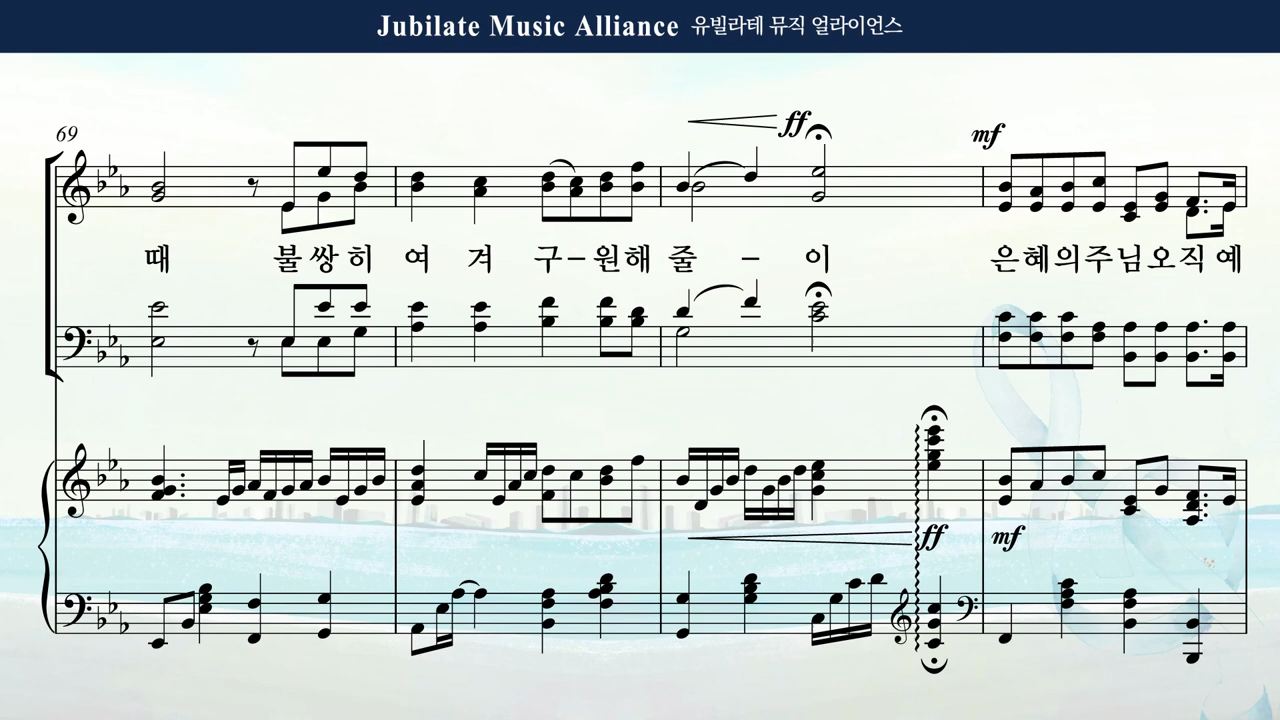 Jubilate Music Alliance 유빌라테 뮤직 얼라이언스
69
ff
mf
때 불쌍히 여 겨 구-원해 줄 - 이 은혜의주님오직 예
ff mf